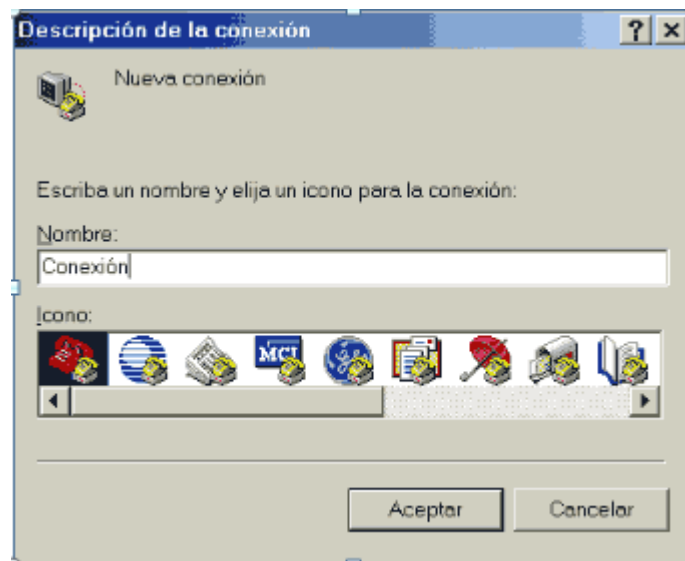 Descripción de la conexión
Nueva conexión
Escriba un nombre y elija un icono para la conexión:
Nombre:
Conexión
Icono:
MCI
Aceptar
Cancelar